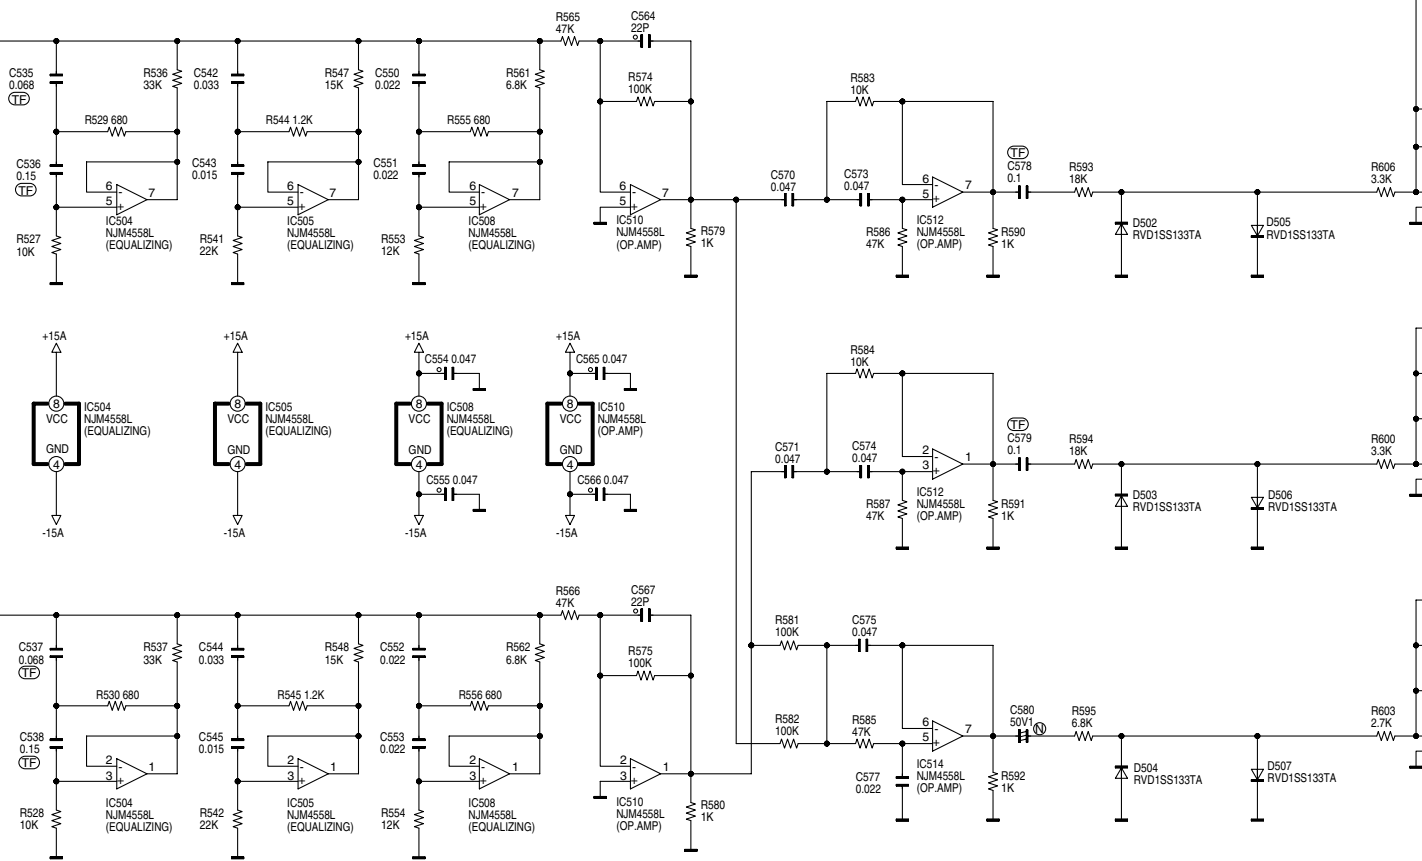 R565
47K
C564
22P
C535
0.068
TF
R536
33K
C542
0.033
R547
15K
C550
0.022
R561
6.8K
R574
100K
R583
10K
R529 680
R544 1.2K
R555 680
C536
0.15
TF
C543
0.015
C551
0.022
6
5
7
-
+
6
5
7
-
+
6
5
7
-
+
6
5
7
-
+
C570
0.047
C573
0.047
6
5
7
-
+
TF
C578
0.1
R593
18K
R606
3.3K
IC504
NJM4558L
(EQUALIZING)
IC505
NJM4558L
(EQUALIZING)
IC508
NJM4558L
(EQUALIZING)
IC510
NJM4558L
(OP.AMP)
IC512
NJM4558L
(OP.AMP)
R527
10K
R541
22K
R553
12K
R579
1K
R586
47K
R590
1K
D502
RVD1SS133TA
D505
RVD1SS133TA
+15A
+15A
+15A
+15A
C554 0.047
C565 0.047
8
VCC
GND
4
IC504
NJM4558L
(EQUALIZING)
8
VCC
GND
4
IC505
NJM4558L
(EQUALIZING)
8
VCC
GND
4
IC508
NJM4558L
(EQUALIZING)
8
VCC
GND
4
IC510
NJM4558L
(OP.AMP)
C555 0.047
C566 0.047
-15A
-15A
-15A
-15A
R584
10K
C571
0.047
C574
0.047
2
3
1
-
+
TF
C579
0.1
R594
18K
R600
3.3K
IC512
NJM4558L
(OP.AMP)
R587
47K
R591
1K
D503
RVD1SS133TA
D506
RVD1SS133TA
R566
47K
C567
22P
C537
0.068
TF
R537
33K
C544
0.033
R548
15K
C552
0.022
R562
6.8K
R575
100K
R581
100K
C575
0.047
R530 680
R545 1.2K
R556 680
C538
0.15
TF
C545
0.015
C553
0.022
2
3
1
-
+
2
3
1
-
+
2
3
1
-
+
2
3
1
-
+
R582
100K
R585
47K
6
5
7
-
+
C580
50V1
N
R595
6.8K
R603
2.7K
IC504
NJM4558L
(EQUALIZING)
IC505
NJM4558L
(EQUALIZING)
IC508
NJM4558L
(EQUALIZING)
IC510
NJM4558L
(OP.AMP)
IC514
NJM4558L
(OP.AMP)
R528
10K
R542
22K
R554
12K
R580
1K
C577
0.022
R592
1K
D504
RVD1SS133TA
D507
RVD1SS133TA